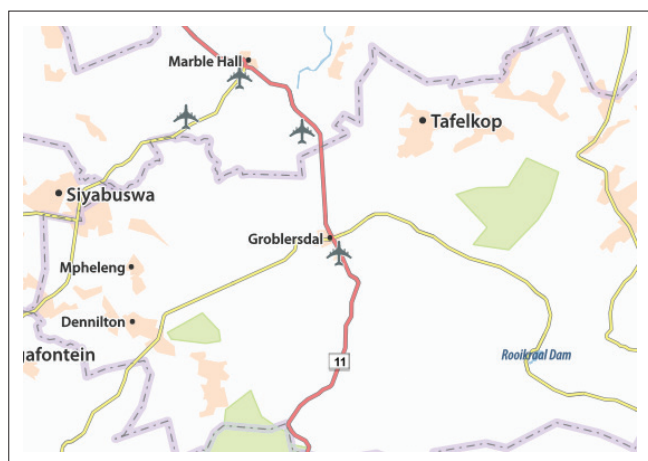 Marble Hall
Tafelkop
Siyabuswa
Groblersdal
Mpheleng
Dennilton
afontein
11
Rooikraal Dam